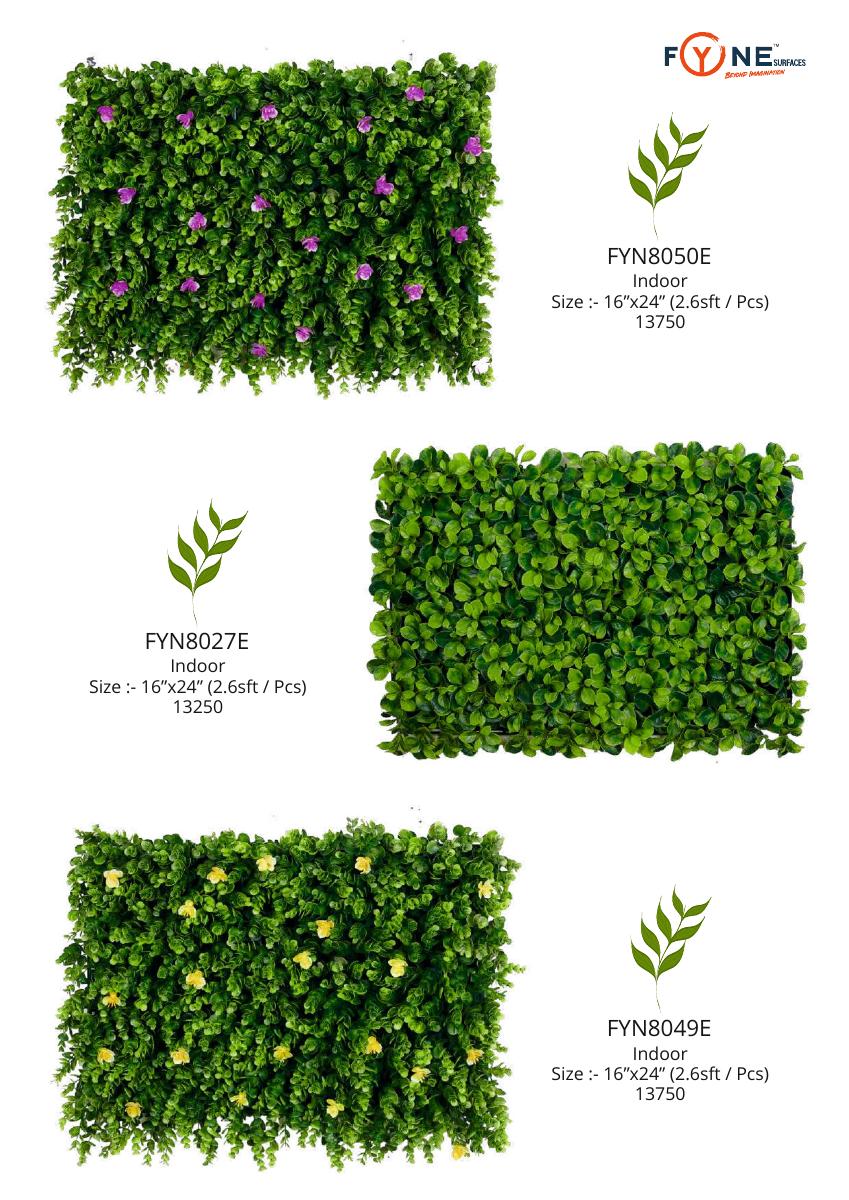 FYNE™
SURFACES
BEYOND IMAGINATION
FYN8050E
Indoor
Size :- 16”x24” (2.6sft / Pcs)
13750
FYN8027E
Indoor
Size :- 16”x24” (2.6sft / Pcs)
13250
FYN8049E
Indoor
Size :- 16”x24” (2.6sft / Pcs)
13750